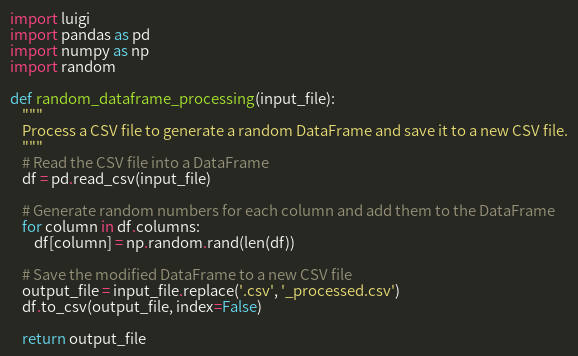 import luigi
import pandas as pd
import numpy as np
import random

def random_dataframe_processing(input_file):
    """
    Process a CSV file to generate a random DataFrame and save it to a new CSV file.
    """
    # Read the CSV file into a DataFrame
    df = pd.read_csv(input_file)

    # Generate random numbers for each column and add them to the DataFrame
    for column in df.columns:
        df[column] = np.random.rand(len(df))

    # Save the modified DataFrame to a new CSV file
    output_file = input_file.replace('.csv', '_processed.csv')
    df.to_csv(output_file, index=False)

    return output_file